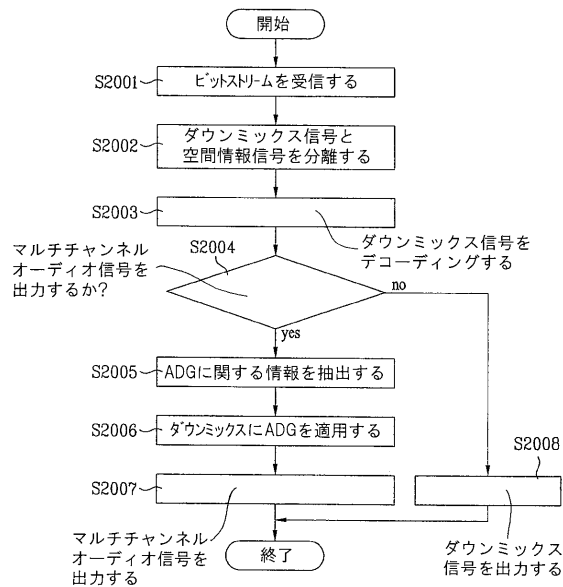 開始
S2001
ビットストリームを受信する
S2002
ダウンミックス信号と
空間情報信号を分離する
S2003
ダウンミックス信号を
デコーディングする
マルチチャンネル
オーディオ信号を
出力するか?
S2004
no
yes
S2005
ADGに関する情報を抽出する
S2006
ダウンミックスにADGを適用する
S2007
S2008
マルチチャンネル
オーディオ信号を
出力する
ダウンミックス
信号を出力する
終了